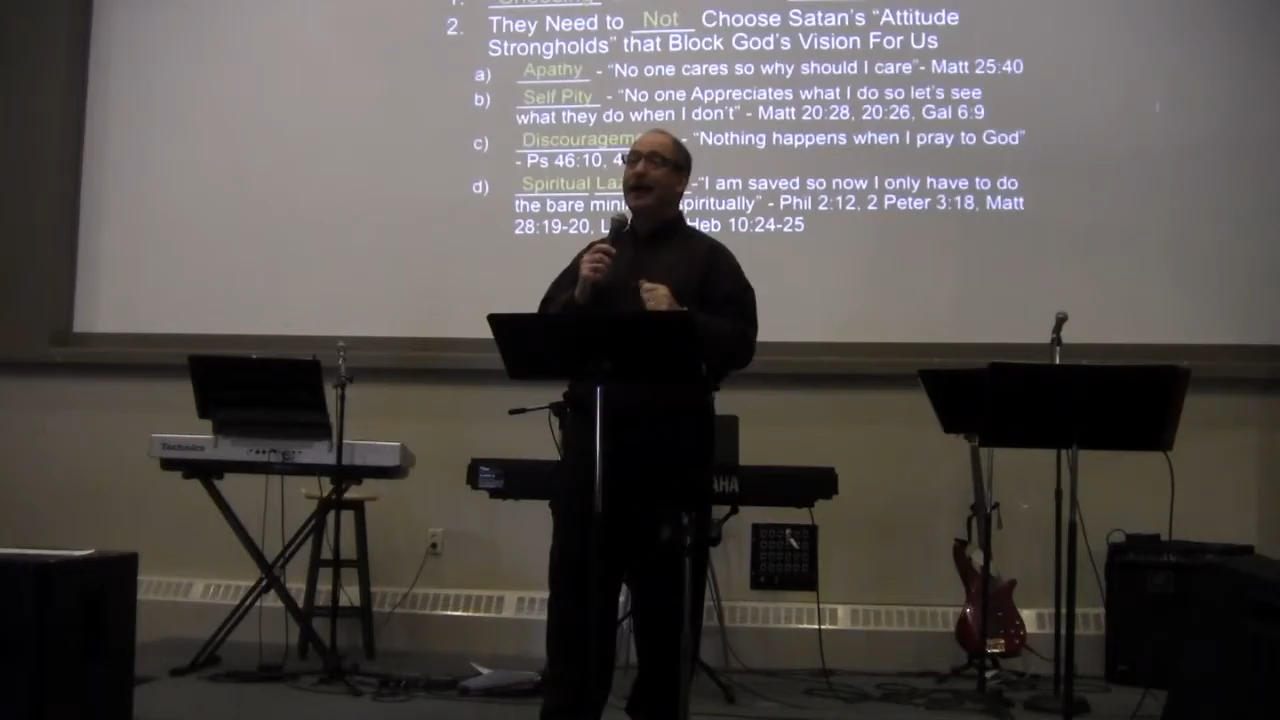 1. Choosing
2. They Need to Not Choose Satan's "Attitude
Strongholds" that Block God's Vision For Us
a) Apathy - "No one cares so why should I care"- Matt 25:40
b) Self Pity - "No one Appreciates what I do so let's see
what they do when I don't" - Matt 20:28, 20:26, Gal 6:9
c) - "Nothing happens when I pray to God"
- Ps 46:10, 4
d) Spiritual -"I am saved so now I only have to do
the bare spiritually" - Phil 2:12, 2 Peter 3:18, Matt
28:19-20, Heb 10:24-25
Technics